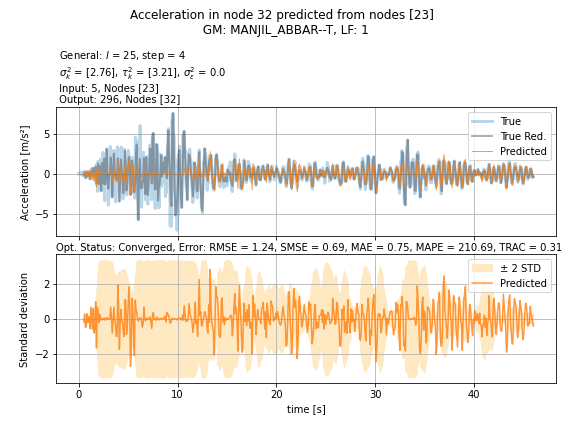 Acceleration in node 32 predicted from nodes [23]
GM: MANJIL_ABBAR--T, LF: 1
General: l = 25, step = 4
σ²ₖ = [2.76], τ²ₖ = [3.21], σ²ε = 0.0
Input: 5, Nodes [23]
Output: 296, Nodes [32]
Acceleration [m/s²]
5
0
−5
True
True Red.
Predicted
Opt. Status: Converged, Error: RMSE = 1.24, SMSE = 0.69, MAE = 0.75, MAPE = 210.69, TRAC = 0.31
Standard deviation
2
0
−2
± 2 STD
Predicted
0 10 20 30 40
time [s]